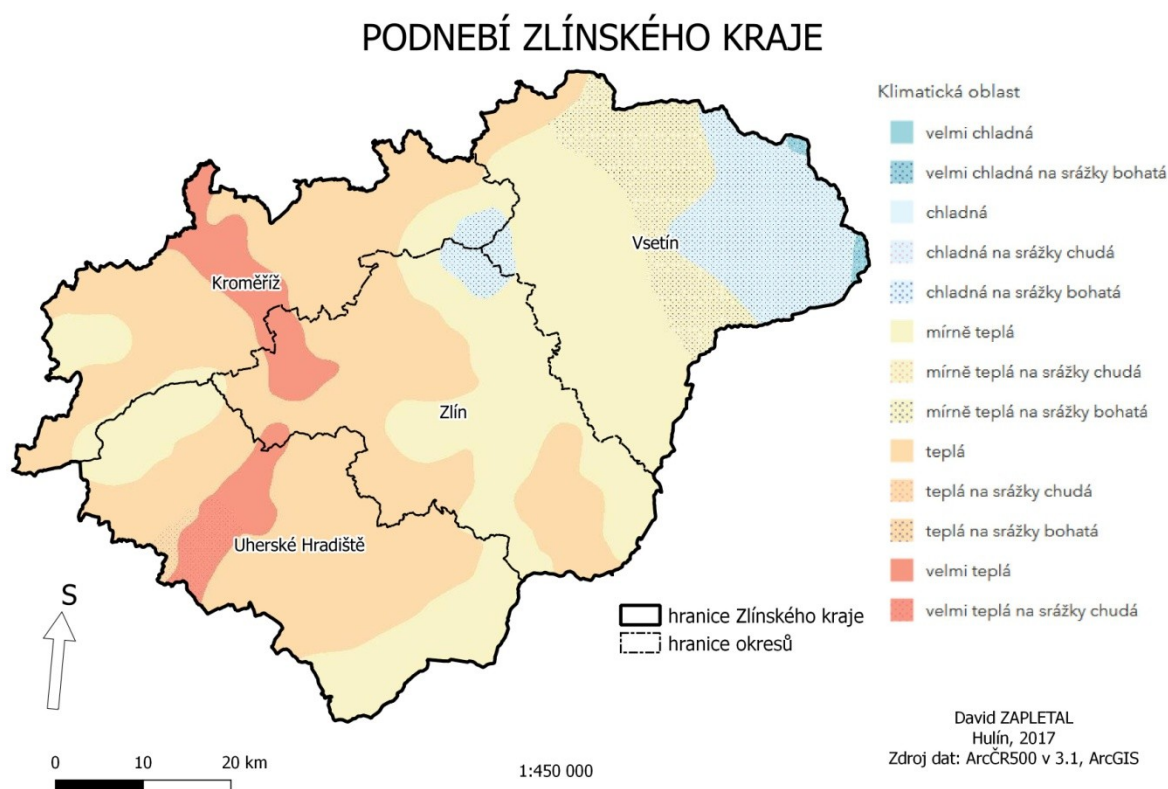 PODNEBÍ ZLÍNSKÉHO KRAJE
Klimatická oblast
velmi chladná
velmi chladná na srážky bohatá
chladná
chladná na srážky chudá
chladná na srážky bohatá
mírně teplá
mírně teplá na srážky chudá
mírně teplá na srážky bohatá
teplá
teplá na srážky chudá
teplá na srážky bohatá
velmi teplá
velmi teplá na srážky chudá
Vsetín
Kroměříž
Zlín
Uherské Hradiště
S
hranice Zlínského kraje
hranice okresů
0 10 20 km
1:450 000
David ZAPLETAL
Hulín, 2017
Zdroj dat: ArcČR500 v 3.1, ArcGIS